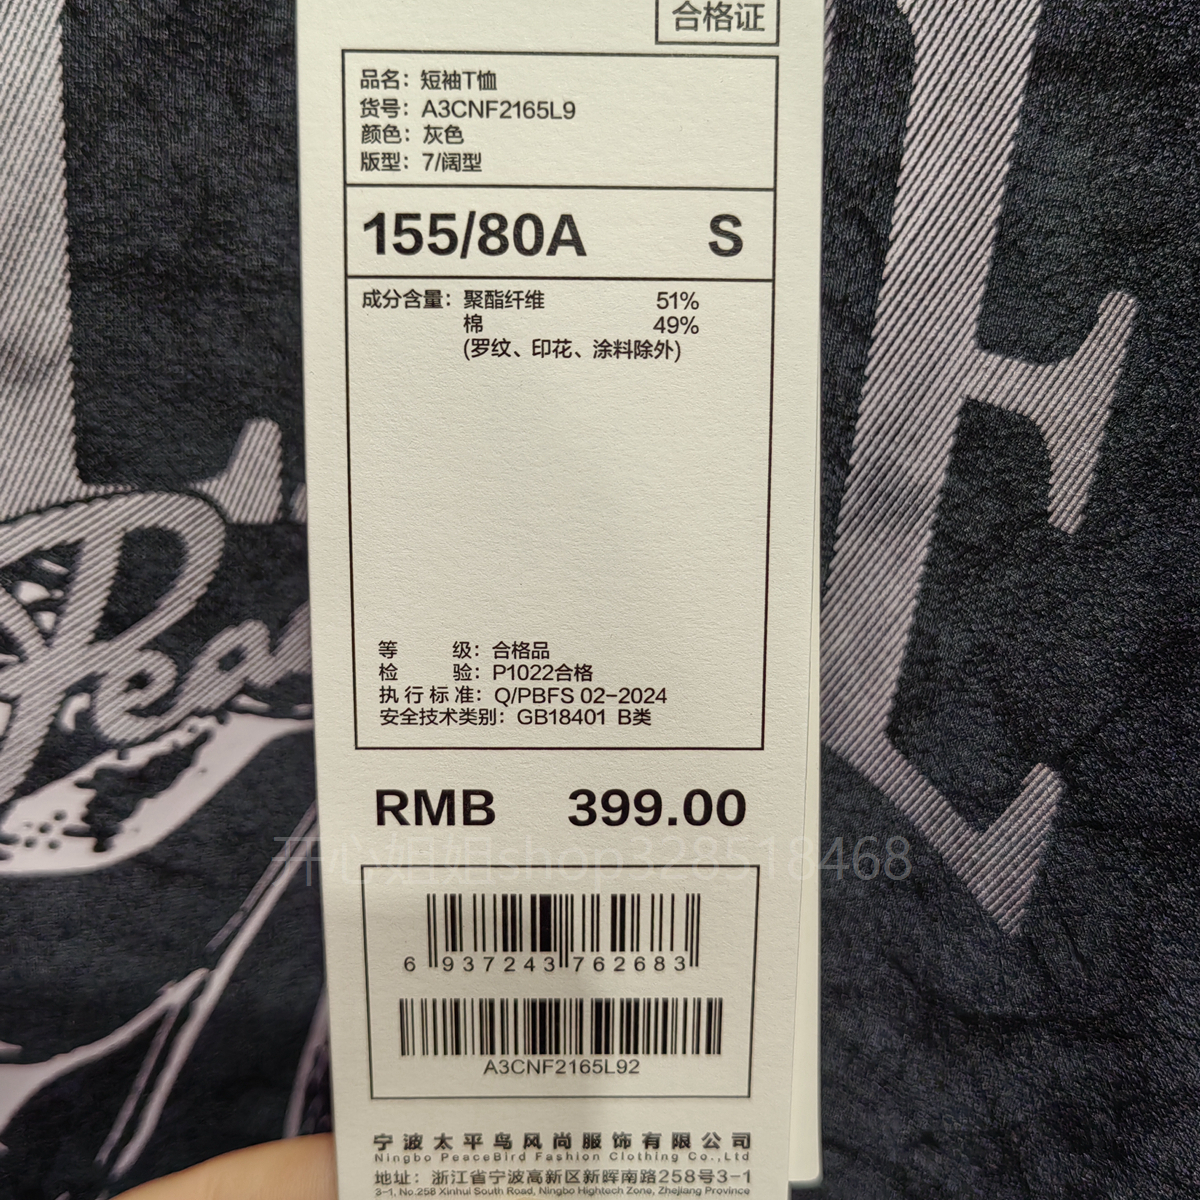 合格证
品名：短袖T恤
货号：A3CNF2165L9
颜色：灰色
版型：7/阔型
155/80A S
成分含量：聚酯纤维 51%
棉 49%
(罗纹、印花、涂料除外)
等 级：合格品
检 验：P1022合格
执行标准：Q/PBFS 02-2024
安全技术类别：GB18401 B类
RMB 399.00
开心姐姐shop328518468
6 937243 762683
A3CNF2165L92
宁波太平鸟风尚服饰有限公司
Ningbo PeaceBird Fashion Clothing Co.,Ltd
地址：浙江省宁波高新区新晖南路258号3-1
3-1, No.258 Xinhui South Road, Ningbo Hightech Zone, Zhejiang Province